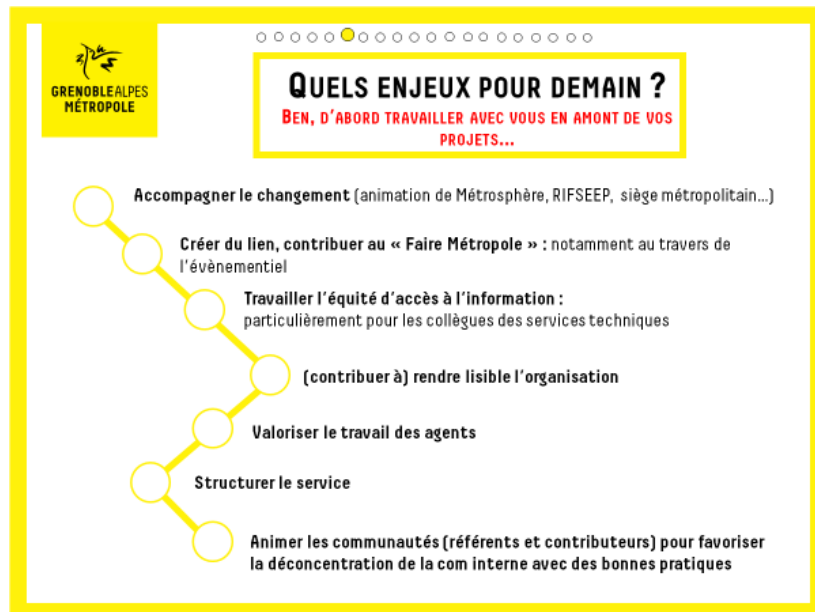 GRENOBLEALPES
MÉTROPOLE
QUELS ENJEUX POUR DEMAIN ?
BEN, D'ABORD TRAVAILLER AVEC VOUS EN AMONT DE VOS
PROJETS...
Accompagner le changement (animation de Métrosphère, RIFSEEP, siège métropolitain...)
Créer du lien, contribuer au « Faire Métropole » : notamment au travers de
l'évènementiel
Travailler l'équité d'accès à l'information :
particulièrement pour les collègues des services techniques
(contribuer à) rendre lisible l'organisation
Valoriser le travail des agents
Structurer le service
Animer les communautés (référents et contributeurs) pour favoriser
la déconcentration de la com interne avec des bonnes pratiques